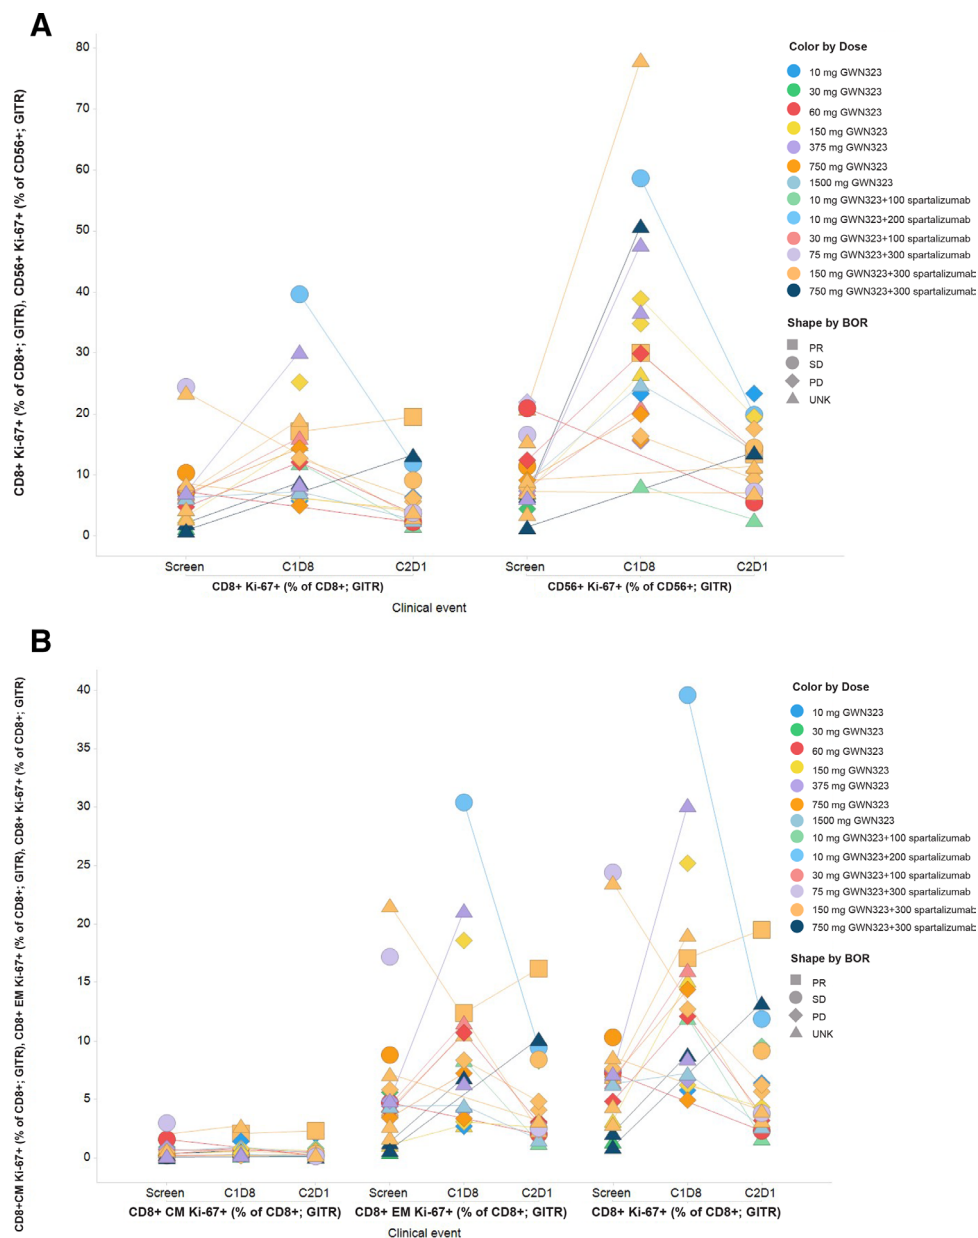 A
CD8+ Ki-67+ (% of CD8+; GITR), CD56+ Ki-67+ (% of CD56+; GITR)
80
70
60
50
40
30
20
10
0
Screen C1D8 C2D1 Screen C1D8 C2D1
CD8+ Ki-67+ (% of CD8+; GITR) CD56+ Ki-67+ (% of CD56+; GITR)
Clinical event
Color by Dose
10 mg GWN323
30 mg GWN323
60 mg GWN323
150 mg GWN323
375 mg GWN323
750 mg GWN323
1500 mg GWN323
10 mg GWN323+100 spartalizumab
10 mg GWN323+200 spartalizumab
30 mg GWN323+100 spartalizumab
75 mg GWN323+300 spartalizumab
150 mg GWN323+300 spartalizumab
750 mg GWN323+300 spartalizumab
Shape by BOR
PR
SD
PD
UNK
B
CD8+CM Ki-67+ (% of CD8+; GITR), CD8+ EM Ki-67+ (% of CD8+; GITR), CD8+ Ki-67+ (% of CD8+; GITR)
40
35
30
25
20
15
10
5
0
Screen C1D8 C2D1 Screen C1D8 C2D1 Screen C1D8 C2D1
CD8+ CM Ki-67+ (% of CD8+; GITR) CD8+ EM Ki-67+ (% of CD8+; GITR) CD8+ Ki-67+ (% of CD8+; GITR)
Clinical event
Color by Dose
10 mg GWN323
30 mg GWN323
60 mg GWN323
150 mg GWN323
375 mg GWN323
750 mg GWN323
1500 mg GWN323
10 mg GWN323+100 spartalizumab
10 mg GWN323+200 spartalizumab
30 mg GWN323+100 spartalizumab
75 mg GWN323+300 spartalizumab
150 mg GWN323+300 spartalizumab
750 mg GWN323+300 spartalizumab
Shape by BOR
PR
SD
PD
UNK